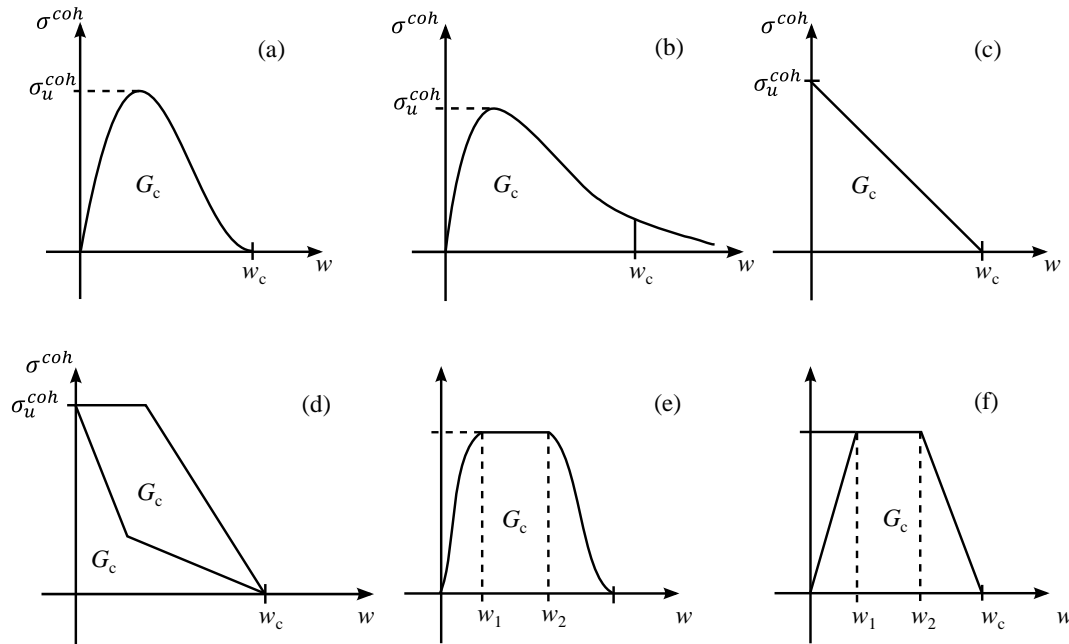 σ^coh
(a)
σ_u^coh
G_c
w_c
w
σ^coh
(b)
σ_u^coh
G_c
w_c
w
σ^coh
(c)
σ_u^coh
G_c
w_c
w
σ^coh
(d)
σ_u^coh
G_c
G_c
w_c
w
(e)
G_c
w_1
w_2
w
(f)
G_c
w_1
w_2
w_c
w